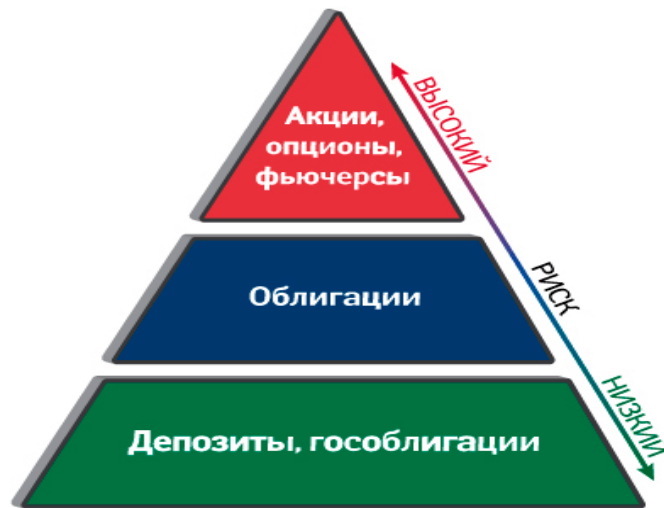 Акции,
опционы,
фьючерсы
ВЫСОКИЙ
Облигации
РИСК
Депозиты, гособлигации
НИЗКИЙ